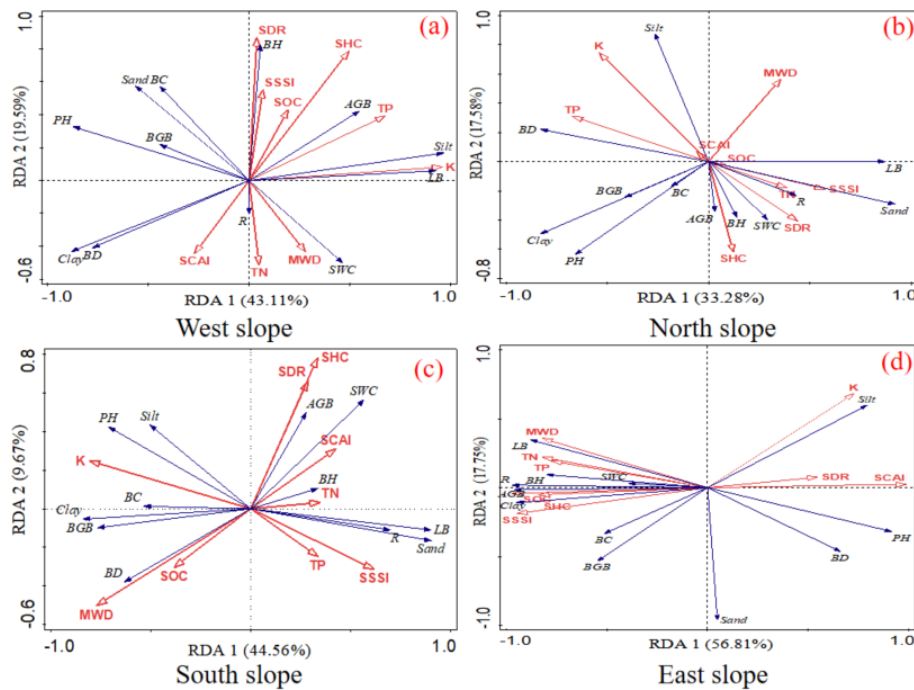 1.0 (a)
SDR
BH SHC
Sand BC SSSI
SOC AGB
TP
PH
BGB Silt
K
LB
R
Clay BD
SCAI TN MWD SWC
-0.6
-1.0 1.0
RDA 1 (43.11%)
RDA 2 (19.59%)
West slope
1.0 (b)
Silt
K
MWD
TP
BD
SCAI
SOC
LB
BGB BC TN R SSSI
AGB BH SWC Sand
SDR
Clay
PH SHC
-0.8
-1.0 1.0
RDA 1 (33.28%)
RDA 2 (17.58%)
North slope
0.8 (c)
SHC
SDR
SWC
AGB
PH Silt
SCAI
K
BH
TN
BC
Clay
BGB
LB
R
Sand
BD SOC TP SSSI
MWD
-0.6
-1.0 1.0
RDA 1 (44.56%)
RDA 2 (9.67%)
South slope
1.0 (d)
K
Silt
MWD
LB
TN
TP
R BH SWC SDR SCAI
AGB
SOC
Clay SHC
SSSI
BC PH
BGB BD
Sand
-1.0
-1.0 1.0
RDA 1 (56.81%)
RDA 2 (17.75%)
East slope